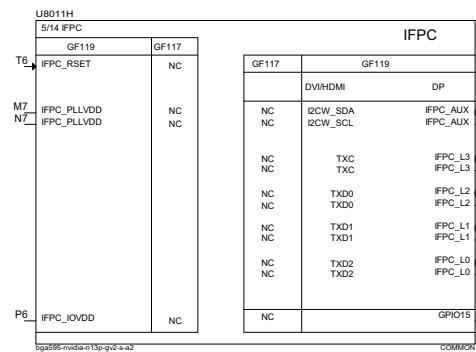 U8011H
5/14 IFPC
IFPC
GF119 GF117
T6 IFPC_RSET NC
GF117 GF119
DVI/HDMI DP
M7 IFPC_PLLVDD NC
N7 IFPC_PLLVDD NC
NC I2CW_SDA IFPC_AUX
NC I2CW_SCL IFPC_AUX
NC TXC IFPC_L3
NC TXC IFPC_L3
NC TXD0 IFPC_L2
NC TXD0 IFPC_L2
NC TXD1 IFPC_L1
NC TXD1 IFPC_L1
NC TXD2 IFPC_L0
NC TXD2 IFPC_L0
P6 IFPC_IOVDD NC
NC GPIO15
bga595-nvidia-n13p-gv2-s-a2 COMMON